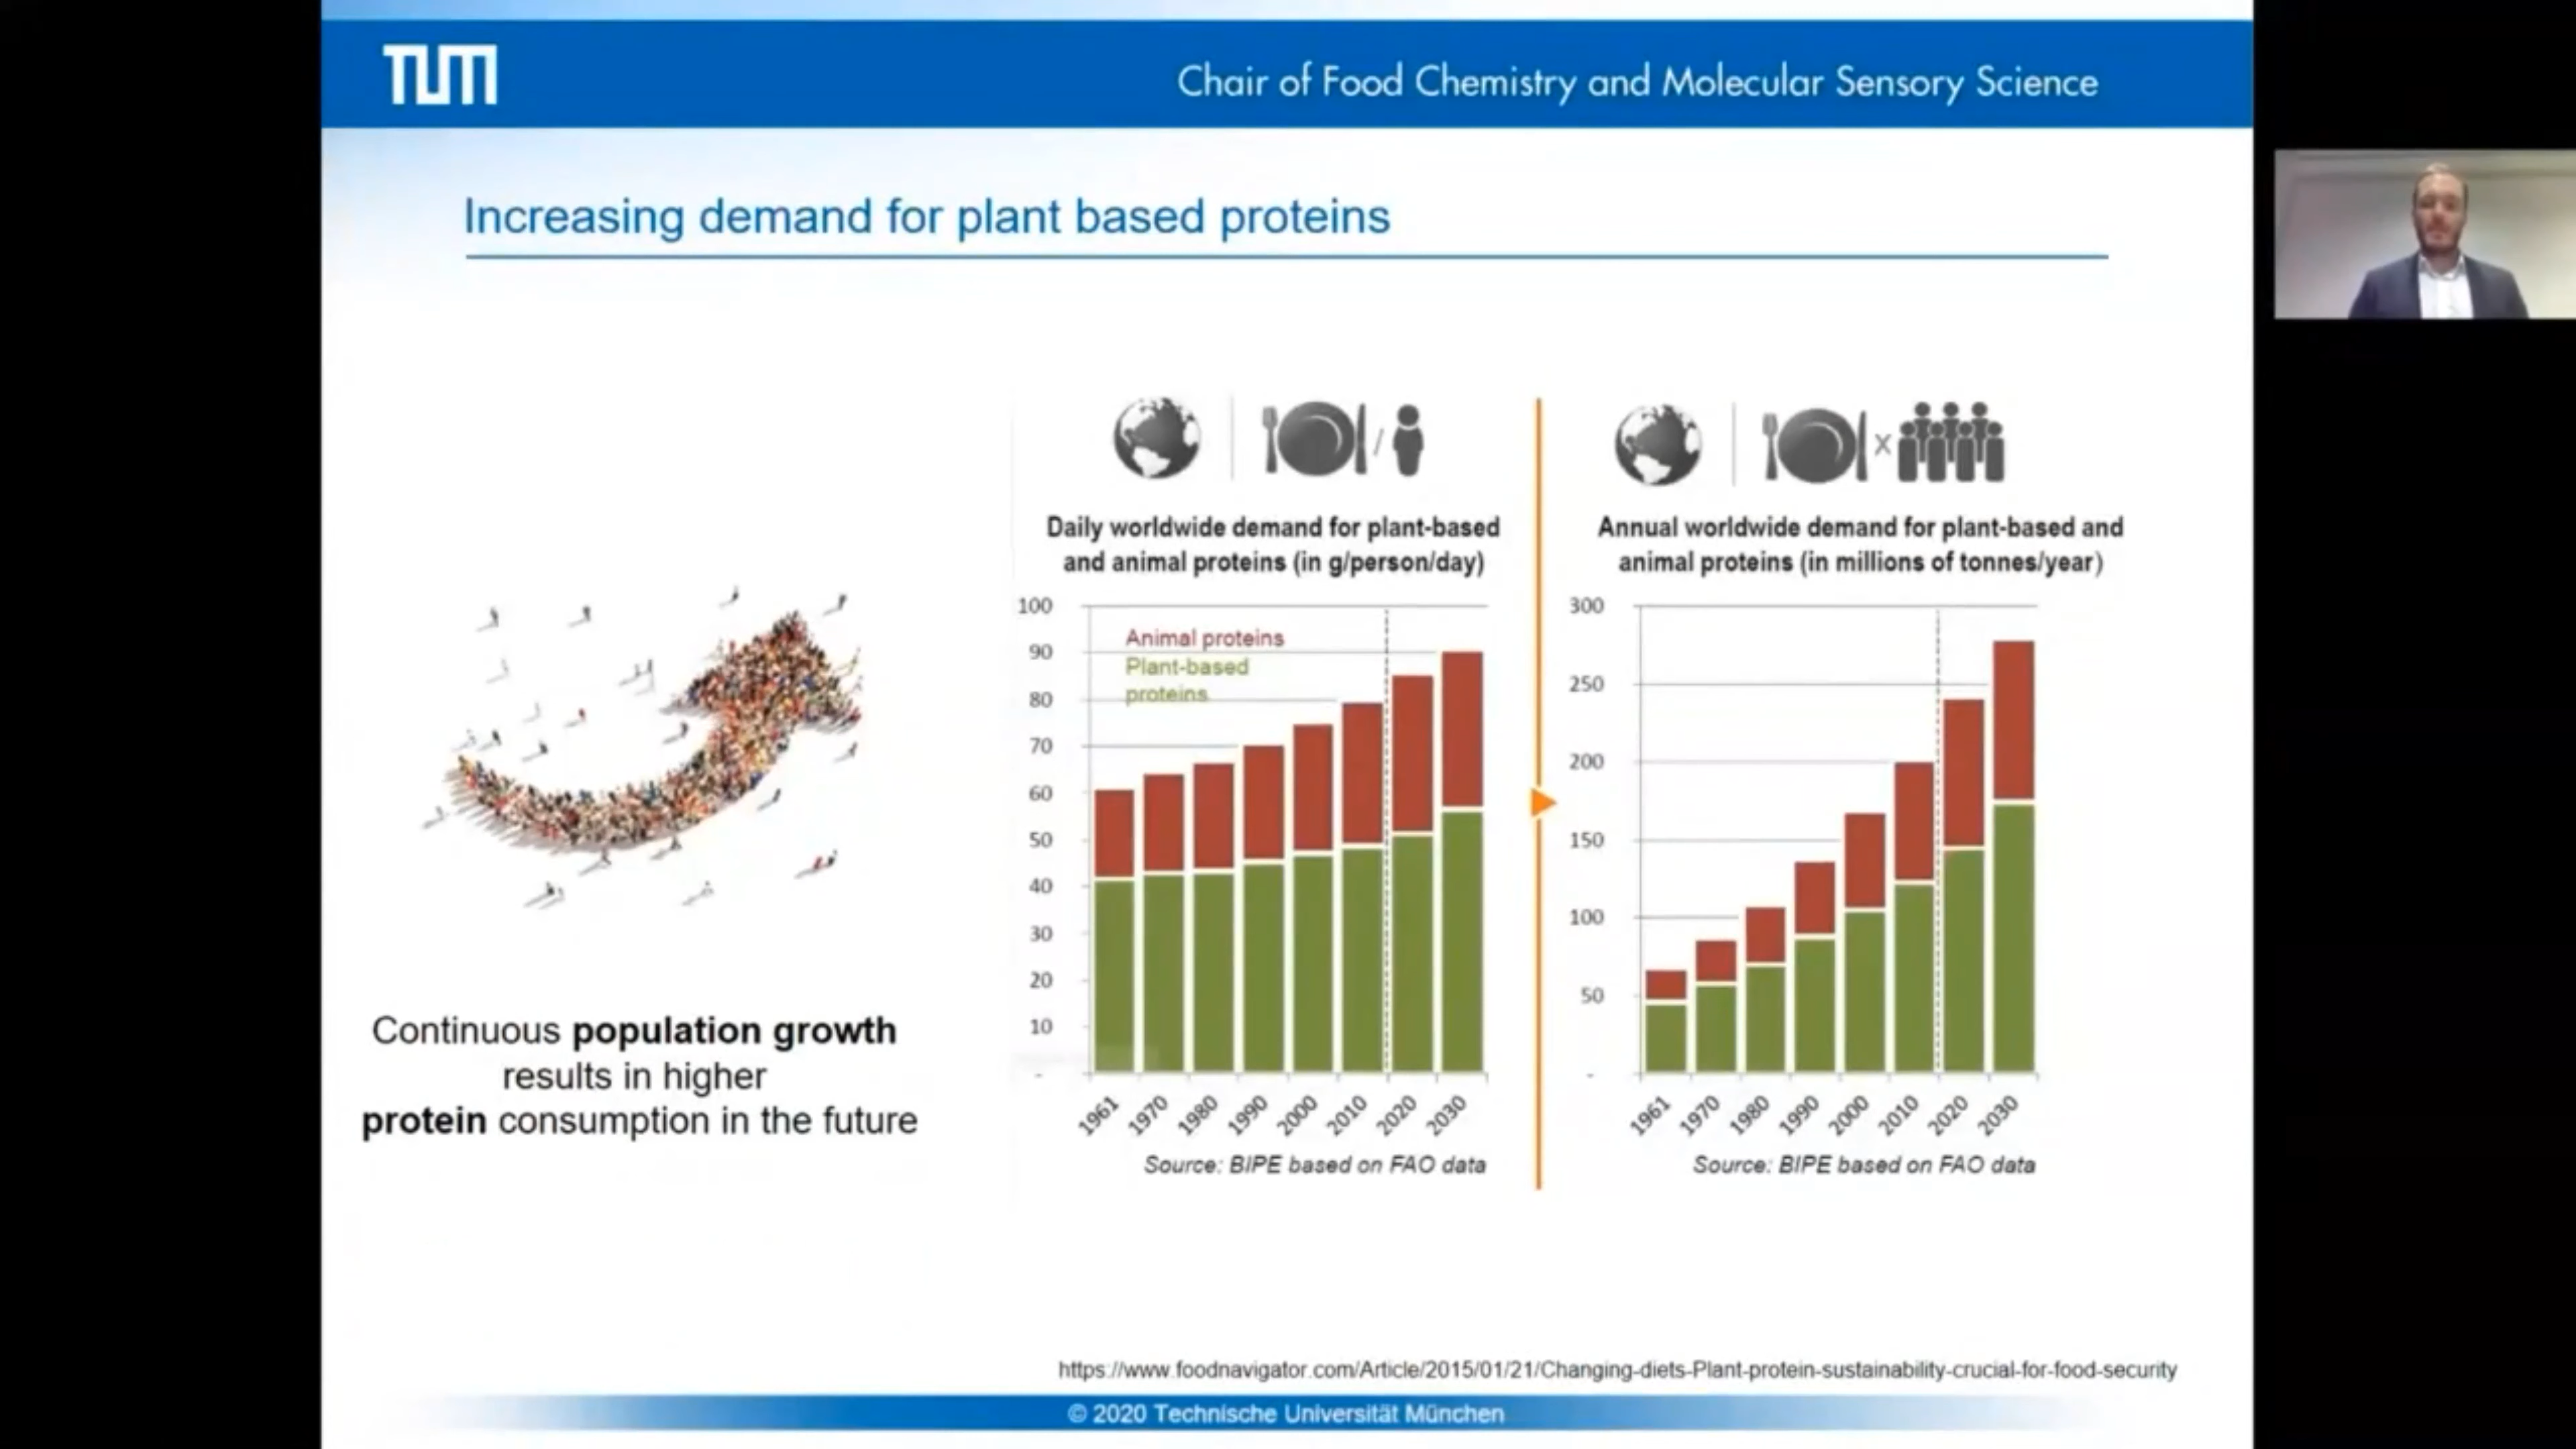 TUM
Chair of Food Chemistry and Molecular Sensory Science
Increasing demand for plant based proteins
Continuous population growth
results in higher
protein consumption in the future
/
Daily worldwide demand for plant-based
and animal proteins (in g/person/day)
100
90
80
70
60
50
40
30
20
10
-
Animal proteins
Plant-based
proteins
1961
1970
1980
1990
2000
2010
2020
2030
Source: BIPE based on FAO data
x
Annual worldwide demand for plant-based and
animal proteins (in millions of tonnes/year)
300
250
200
150
100
50
-
1961
1970
1980
1990
2000
2010
2020
2030
Source: BIPE based on FAO data
https://www.foodnavigator.com/Article/2015/01/21/Changing-diets-Plant-protein-sustainability-crucial-for-food-security
© 2020 Technische Universität München